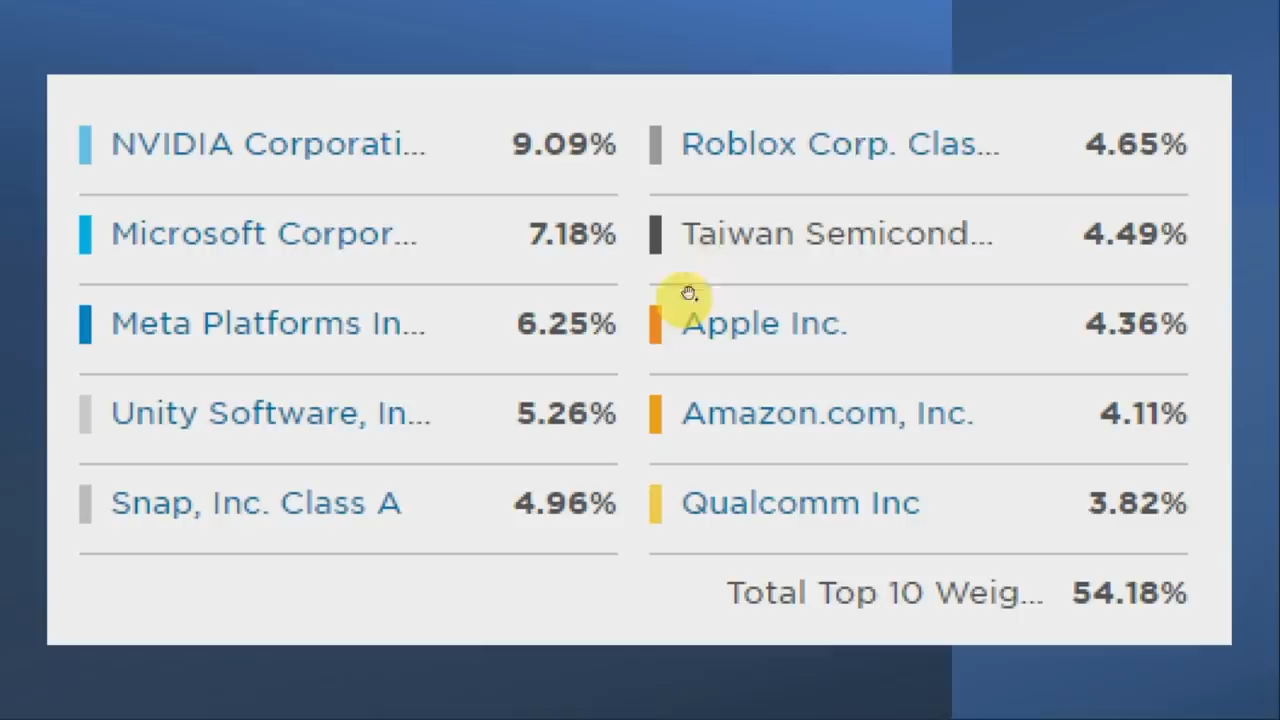 NVIDIA Corporati... 9.09%
Microsoft Corpor... 7.18%
Meta Platforms In... 6.25%
Unity Software, In... 5.26%
Snap, Inc. Class A 4.96%
Roblox Corp. Clas... 4.65%
Taiwan Semicond... 4.49%
Apple Inc. 4.36%
Amazon.com, Inc. 4.11%
Qualcomm Inc 3.82%
Total Top 10 Weig... 54.18%